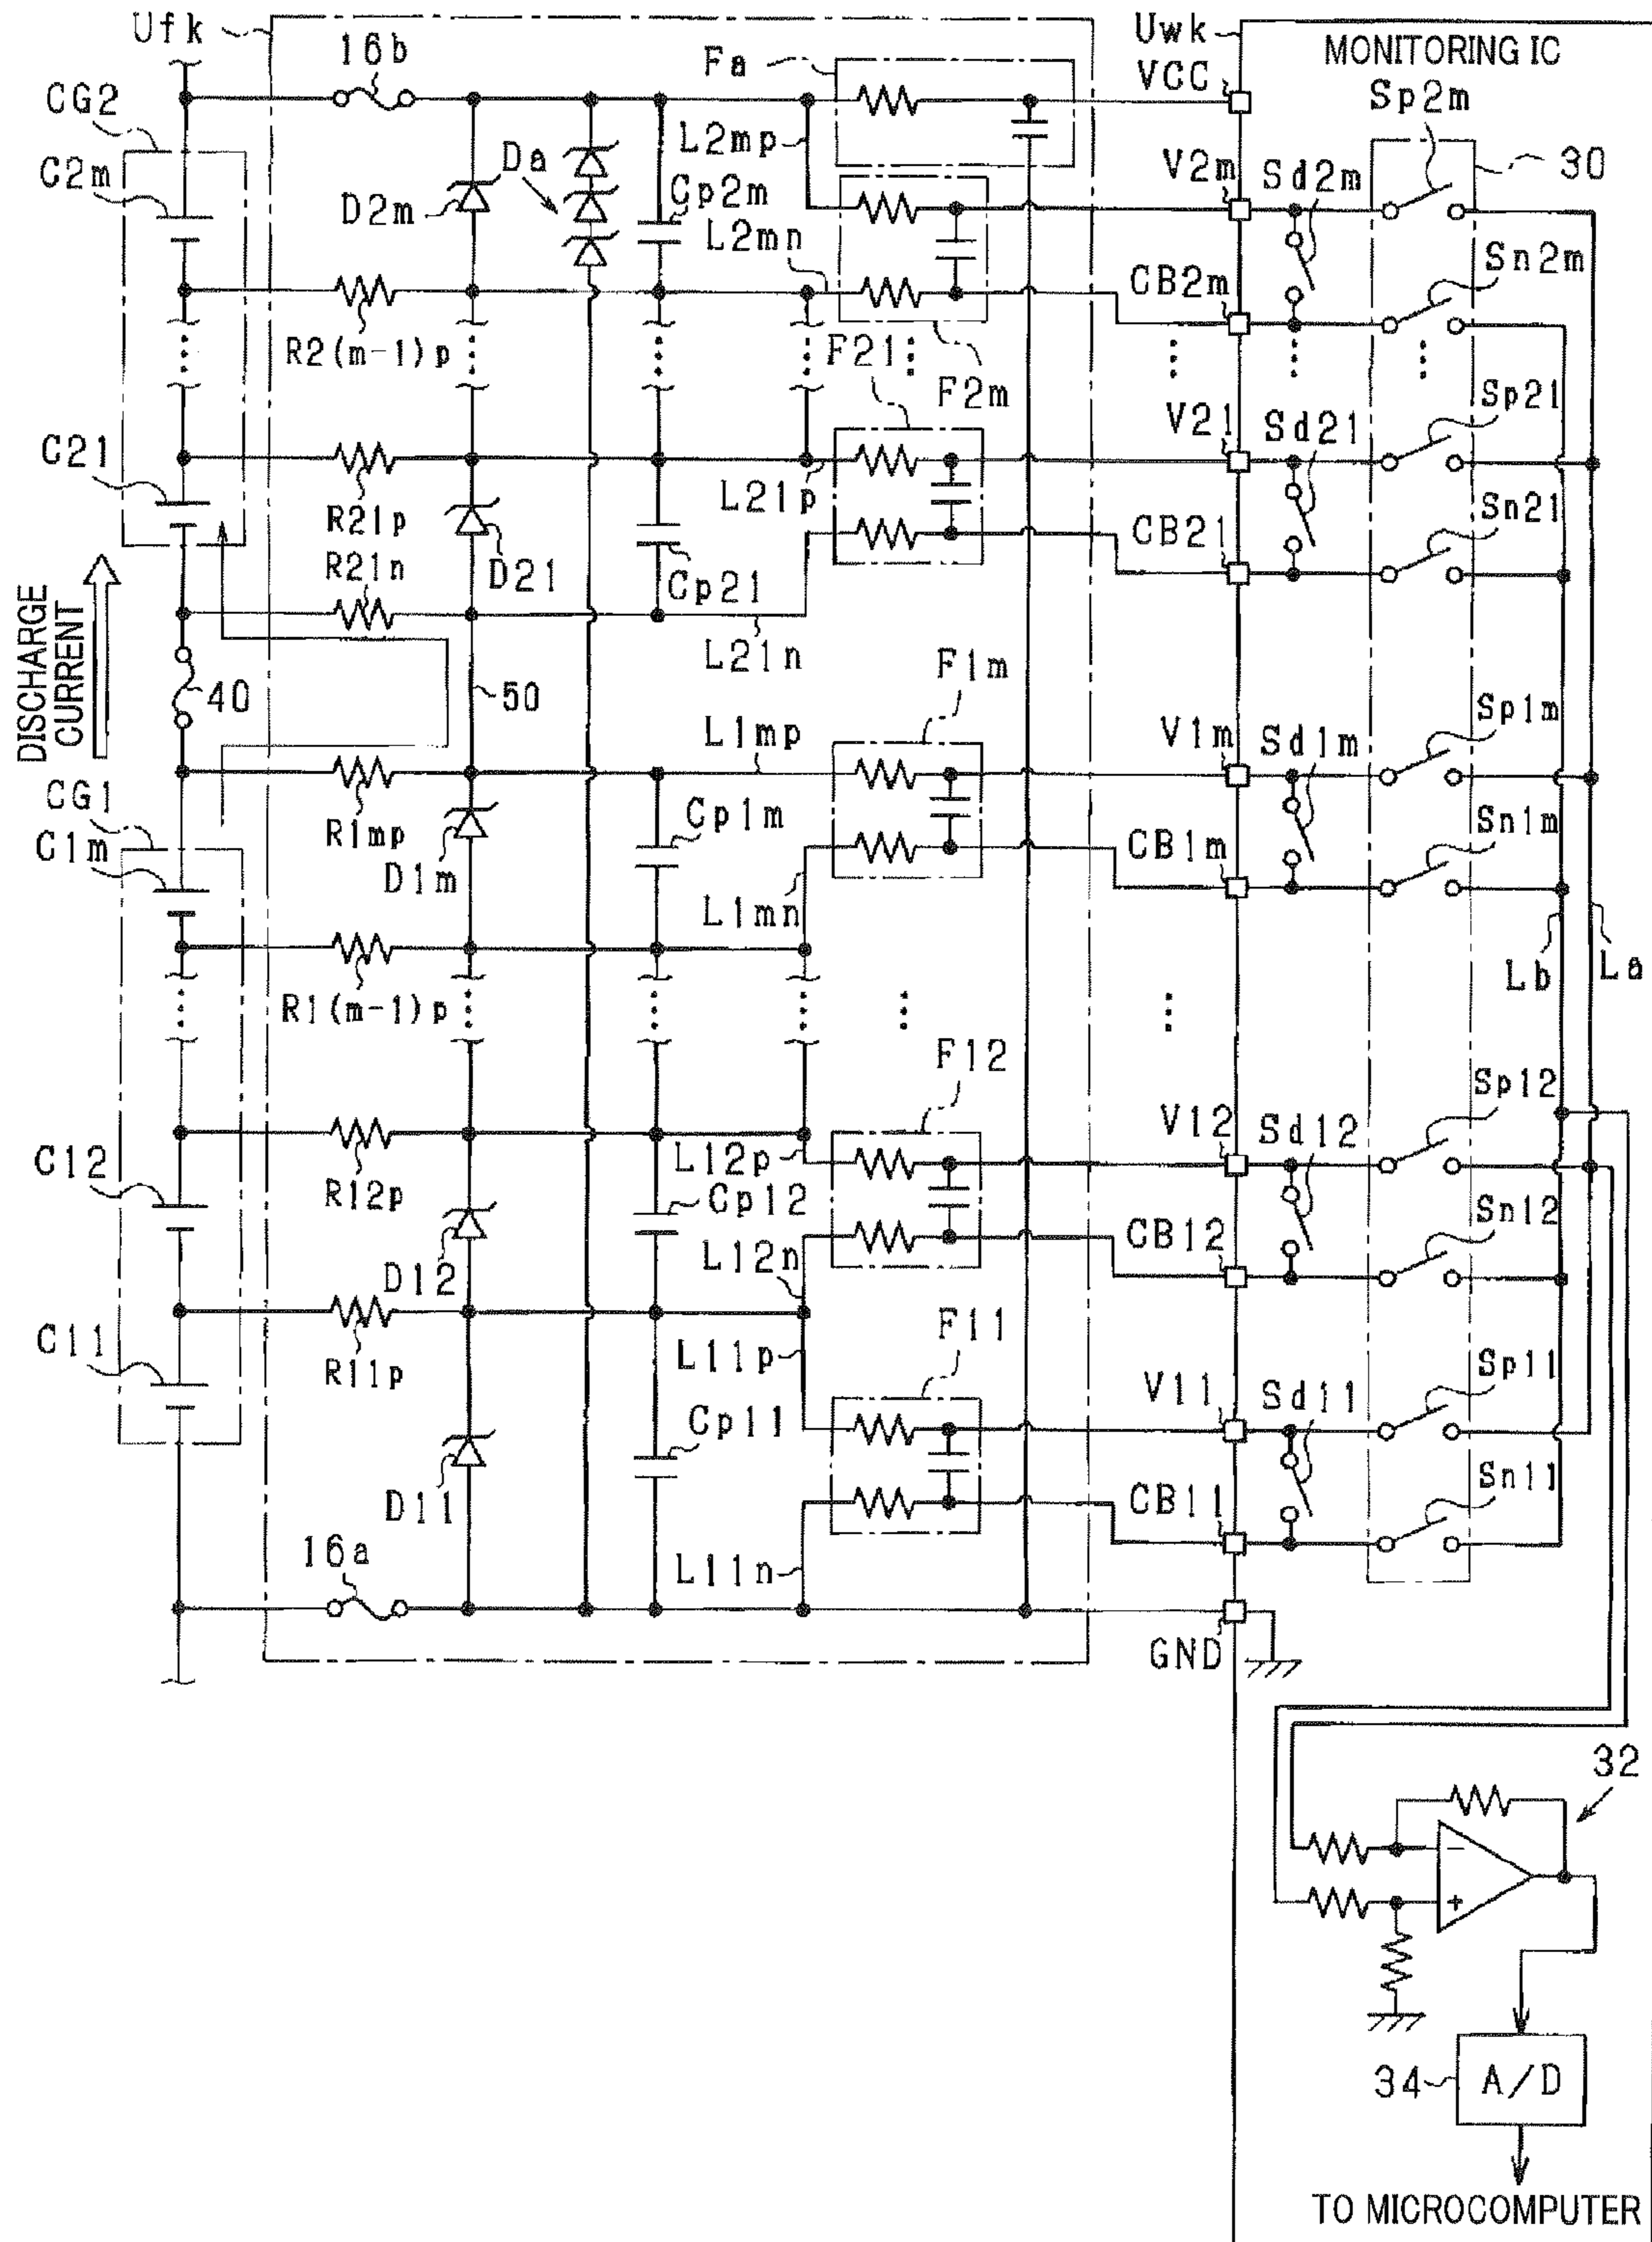 Ufk
16b
Fa
Uwk
VCC
MONITORING IC
Sp2m
CG2
C2m
D2m
Da
Cp2m
L2mp
L2mn
V2m
Sd2m
30
CB2m
Sn2m
R2(m-1)p
F21
F2m
C21
R21p
R21n
D21
Cp21
L21p
L21n
V21
Sd21
Sp21
CB21
Sn21
DISCHARGE
CURRENT
40
50
F1m
L1mp
V1m
Sd1m
Sp1m
CG1
C1m
R1mp
D1m
Cp1m
L1mn
CB1m
Sn1m
Lb
La
R1(m-1)p
F12
C12
R12p
D12
L12p
Cp12
L12n
V12
Sd12
Sp12
CB12
Sn12
C11
R11p
D11
L11p
Cp11
F11
L11n
V11
Sd11
Sp11
CB11
Sn11
16a
GND
32
-
+
34
A/D
TO MICROCOMPUTER